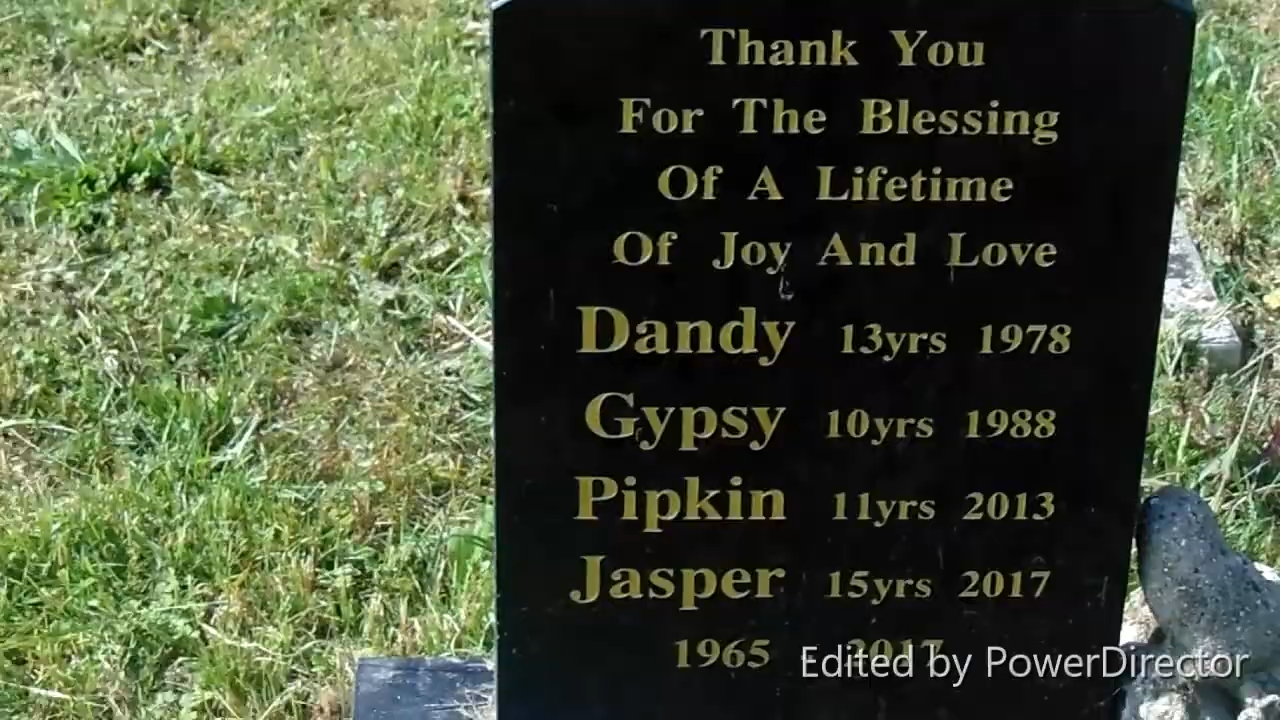 Thank You
For The Blessing
Of A Lifetime
Of Joy And Love
Dandy 13yrs 1978
Gypsy 10yrs 1988
Pipkin 11yrs 2013
Jasper 15yrs 2017
1965 - 2017
Edited by PowerDirector